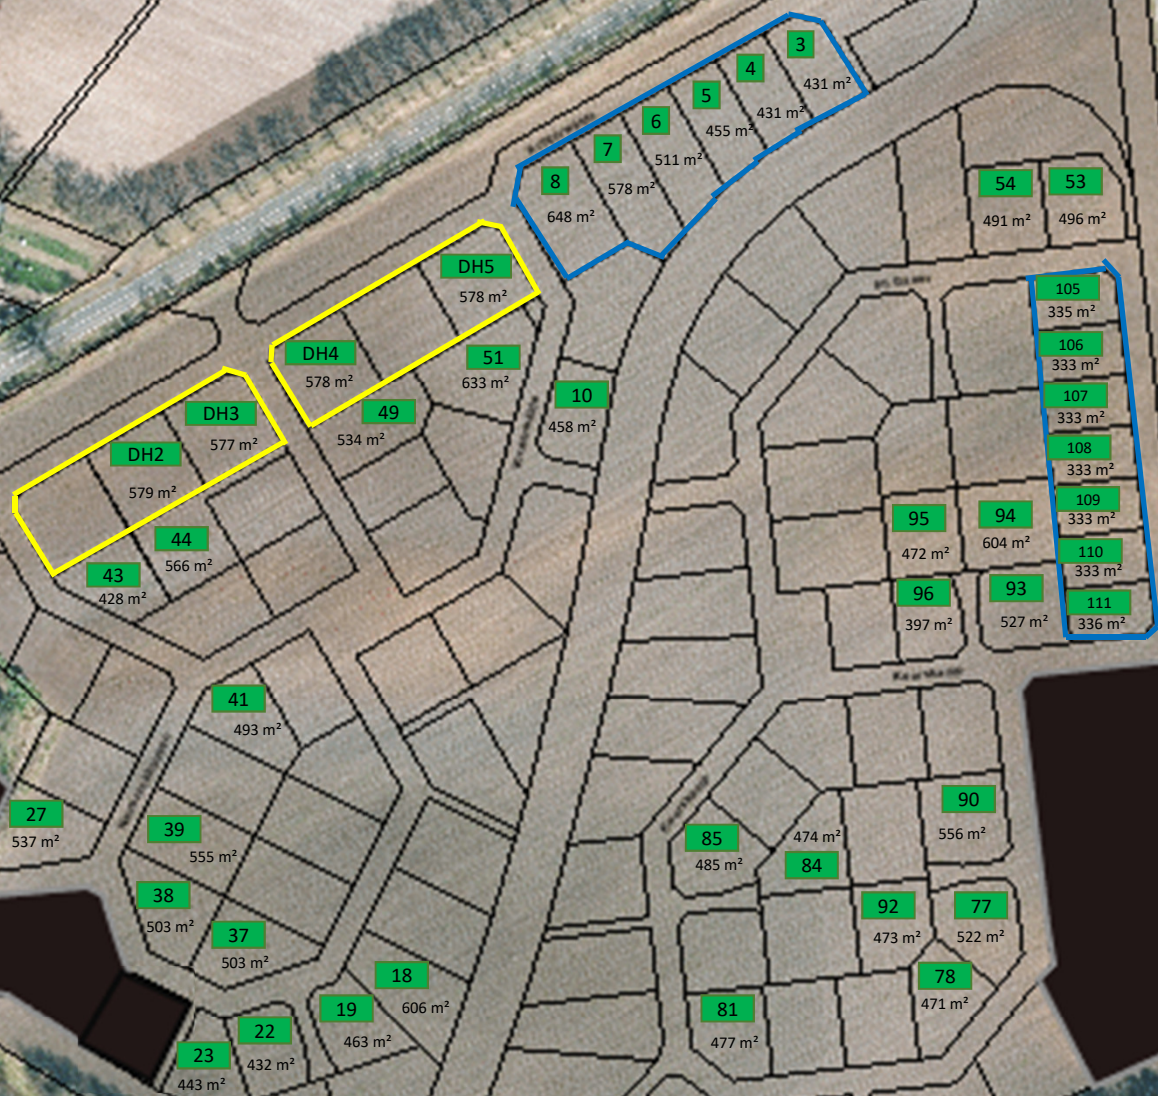 3
431 m²
4
431 m²
5
455 m²
6
511 m²
7
578 m²
8
648 m²
54
491 m²
53
496 m²
DH5
578 m²
DH4
578 m²
51
633 m²
49
534 m²
10
458 m²
DH3
577 m²
DH2
579 m²
44
566 m²
43
428 m²
105
335 m²
106
333 m²
107
333 m²
108
333 m²
109
333 m²
110
333 m²
111
336 m²
95
472 m²
94
604 m²
96
397 m²
93
527 m²
41
493 m²
27
537 m²
39
555 m²
38
503 m²
37
503 m²
90
556 m²
85
485 m²
474 m²
84
92
473 m²
77
522 m²
78
471 m²
81
477 m²
18
606 m²
19
463 m²
22
432 m²
23
443 m²